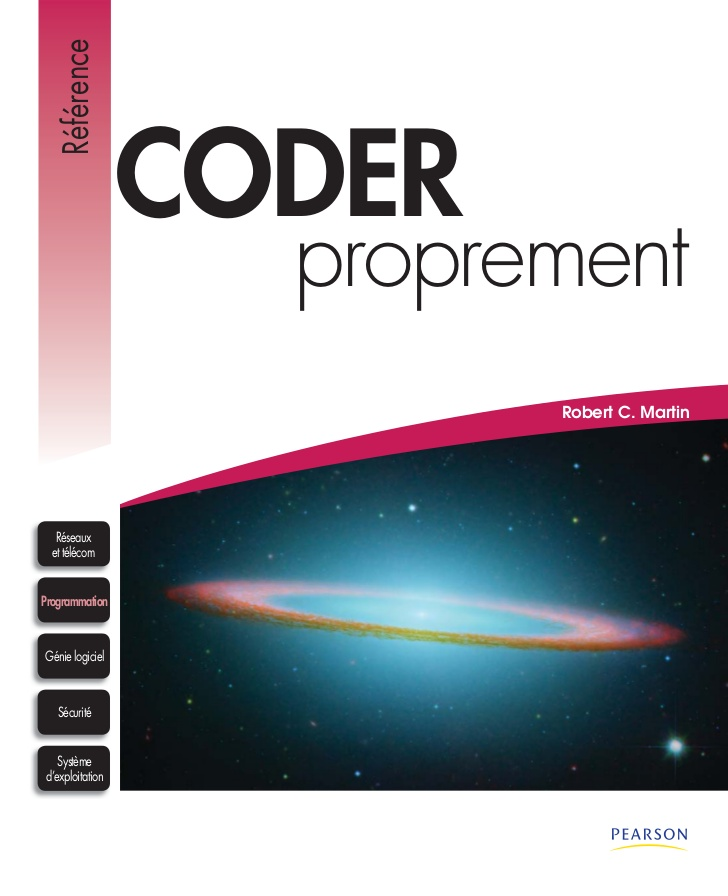 Référence
CODER
proprement
Robert C. Martin
Réseaux
et télécom
Programmation
Génie logiciel
Sécurité
Système
d'exploitation
PEARSON